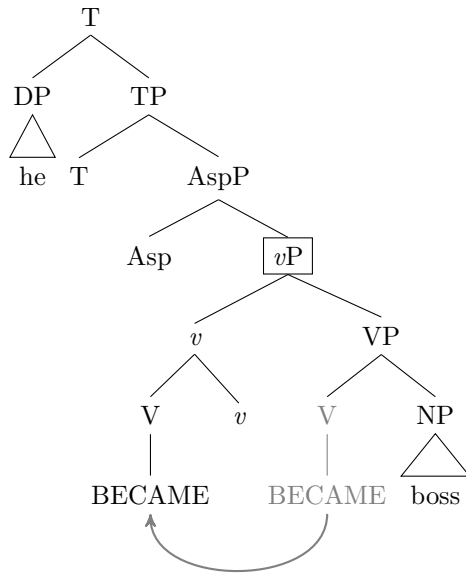 T
DP TP
he T AspP
Asp vP
v VP
V v V NP
BECAME BECAME boss